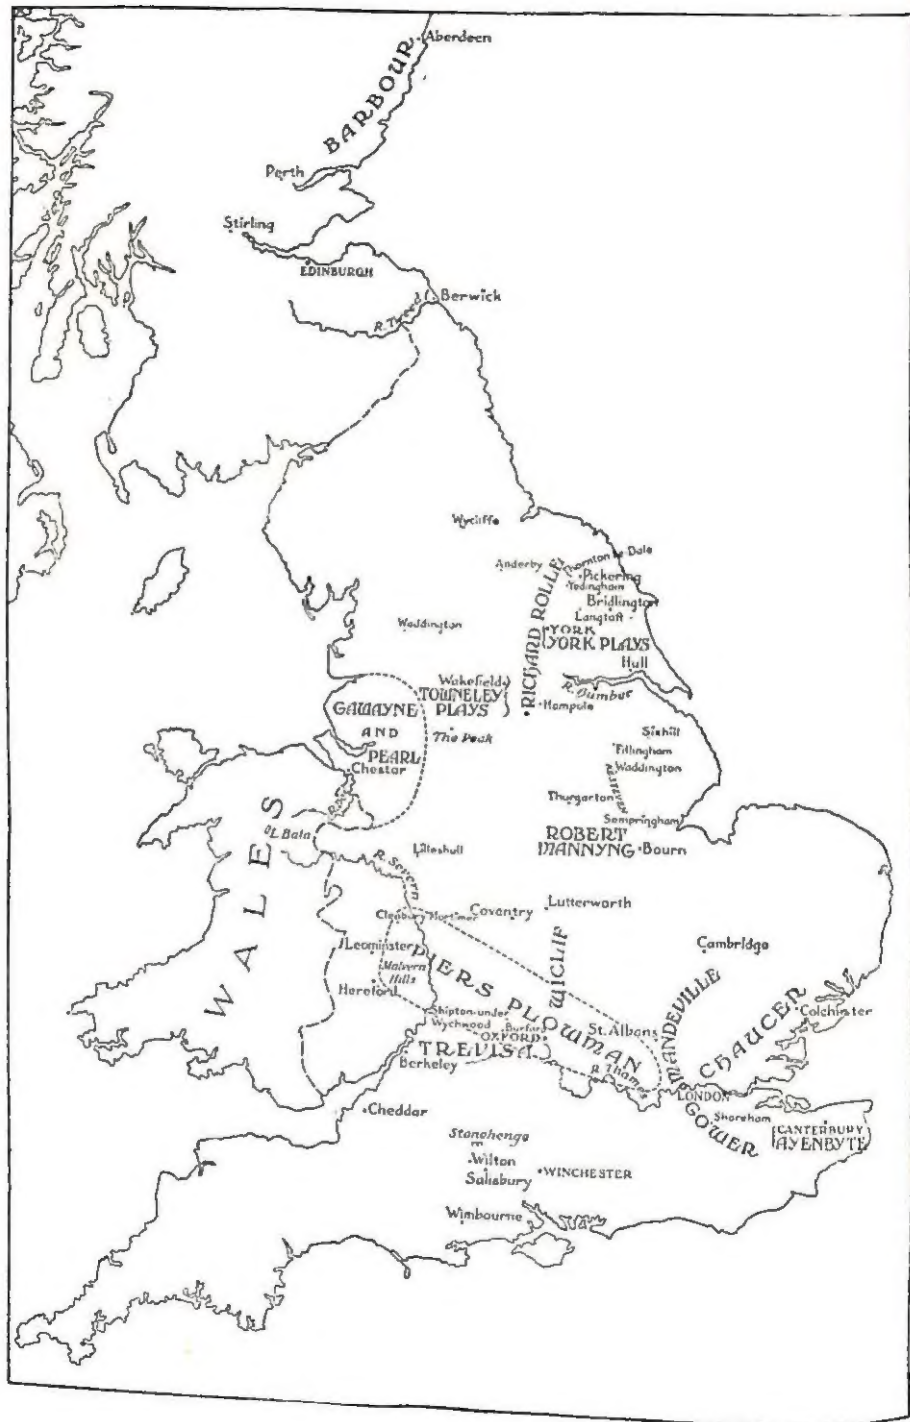 Aberdeen
BARBOUR
Perth
Stirling
EDINBURGH
R. Tweed
Berwick
Wycliffe
Anderby
Thornton le Dale
Pickering
Yedingham
Bridlington
Langtoft
RICHARD ROLLE
YORK
YORK PLAYS
Waddington
Hull
Wakefield
TOWNELEY
PLAYS
R. Humber
Hampole
GAWAYNE
AND
PEARL
The Peak
Chester
Sixhill
Fillingham
Waddington
KESTEVEN
Thurgarton
Sempringham
ROBERT
MANNYNG
Bourn
L. Bala
WALES
Lilleshull
R. Severn
Cleobury Mortimer
Coventry
Lutterworth
Leominster
Malvern
Hills
Hereford
PIERS PLOWMAN
WICLIF
Cambridge
MANDEVILLE
CHAUCER
Colchester
Shipton-under
Wychwood
Burford
OXFORD
St. Albans
TREVISA
Berkeley
R. Thames
LONDON
GOWER
Shoreham
CANTERBURY
AYENBYTE
Cheddar
Stonehenge
Wilton
Salisbury
WINCHESTER
Wimbourne